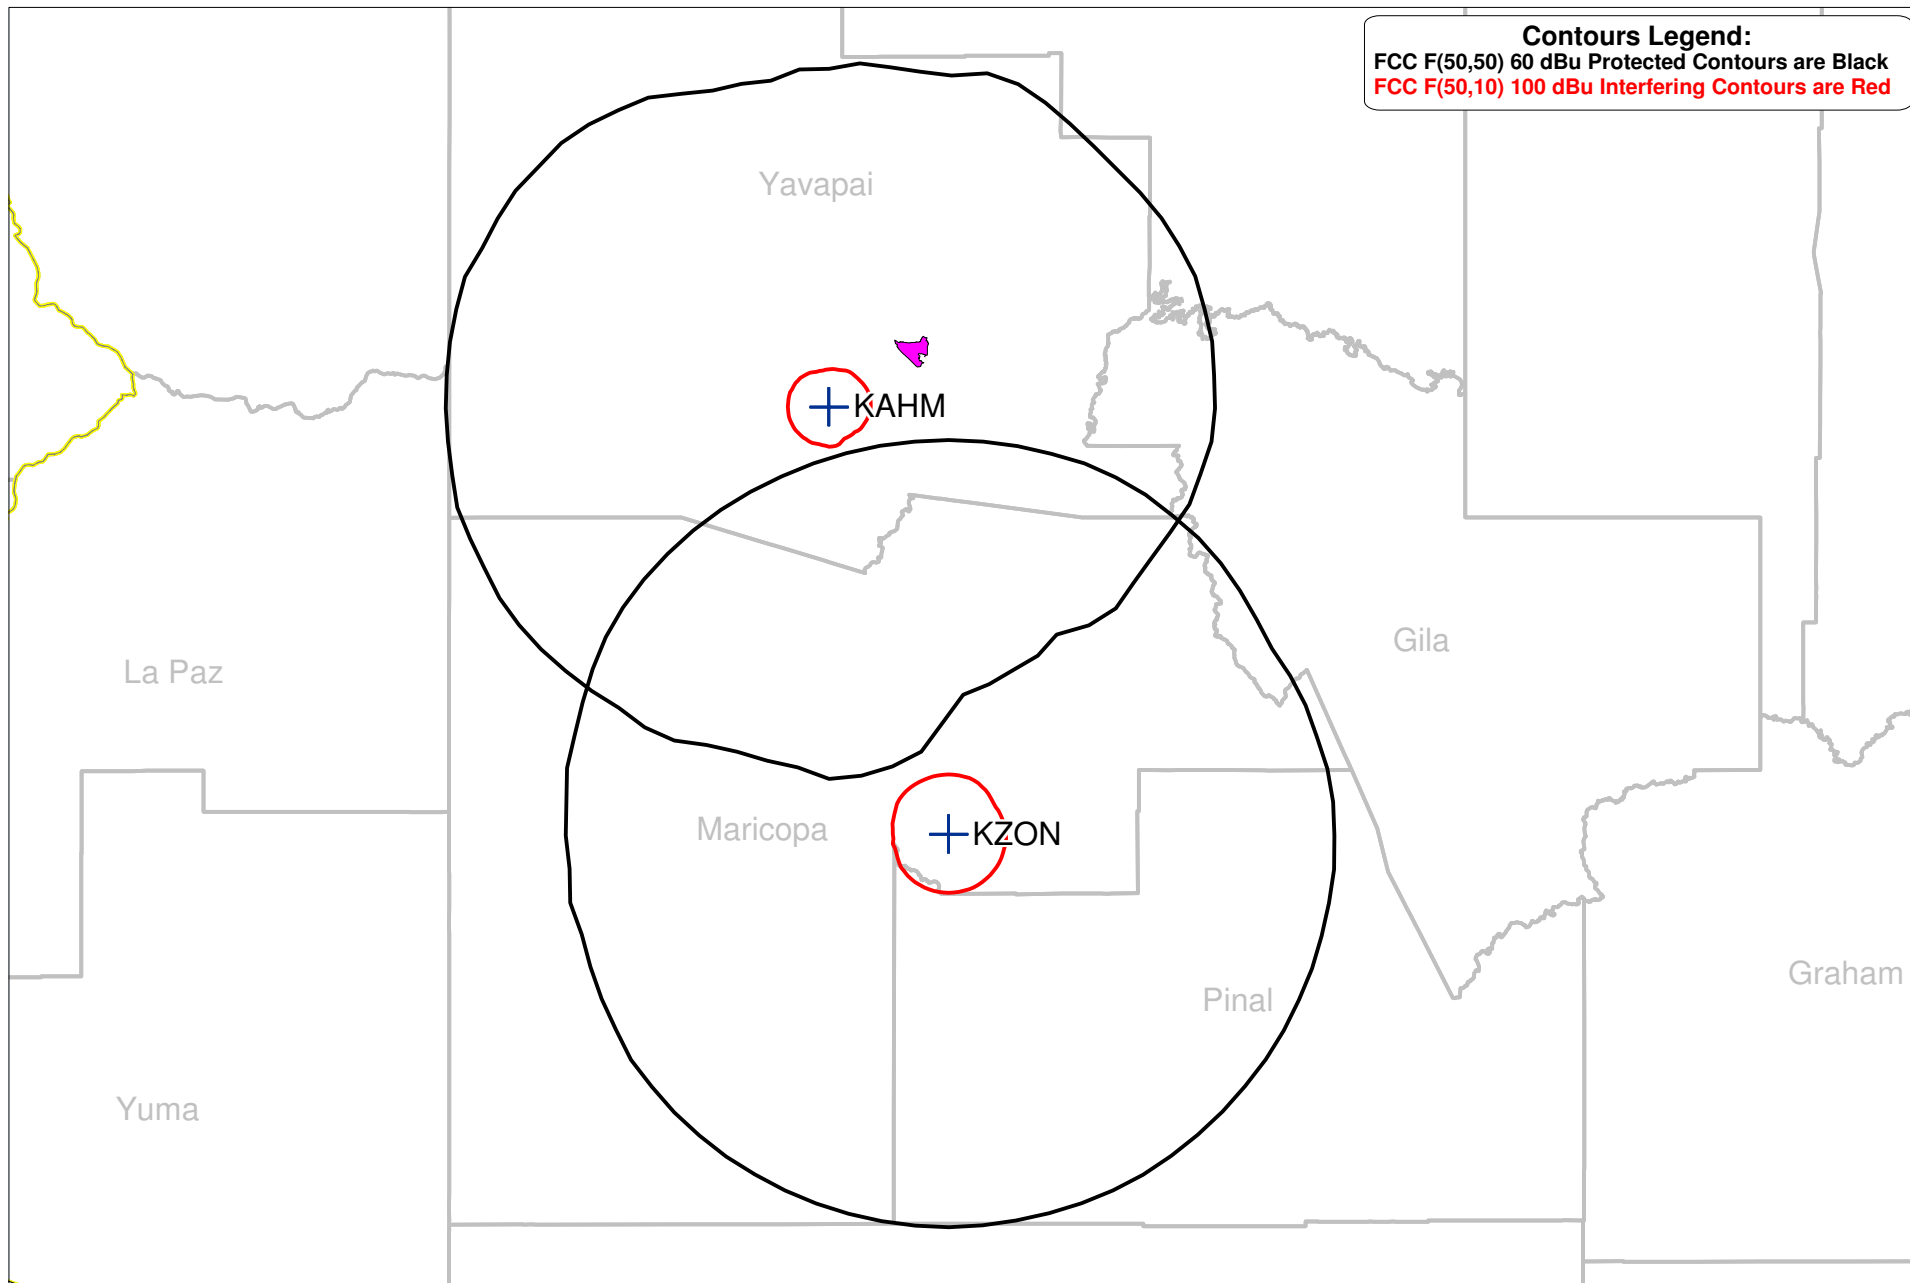 Contours Legend:
FCC F(50,50) 60 dBu Protected Contours are Black
FCC F(50,10) 100 dBu Interfering Contours are Red
Yavapai
KAHM
Gila
La Paz
Maricopa
KZON
Graham
Pinal
Yuma